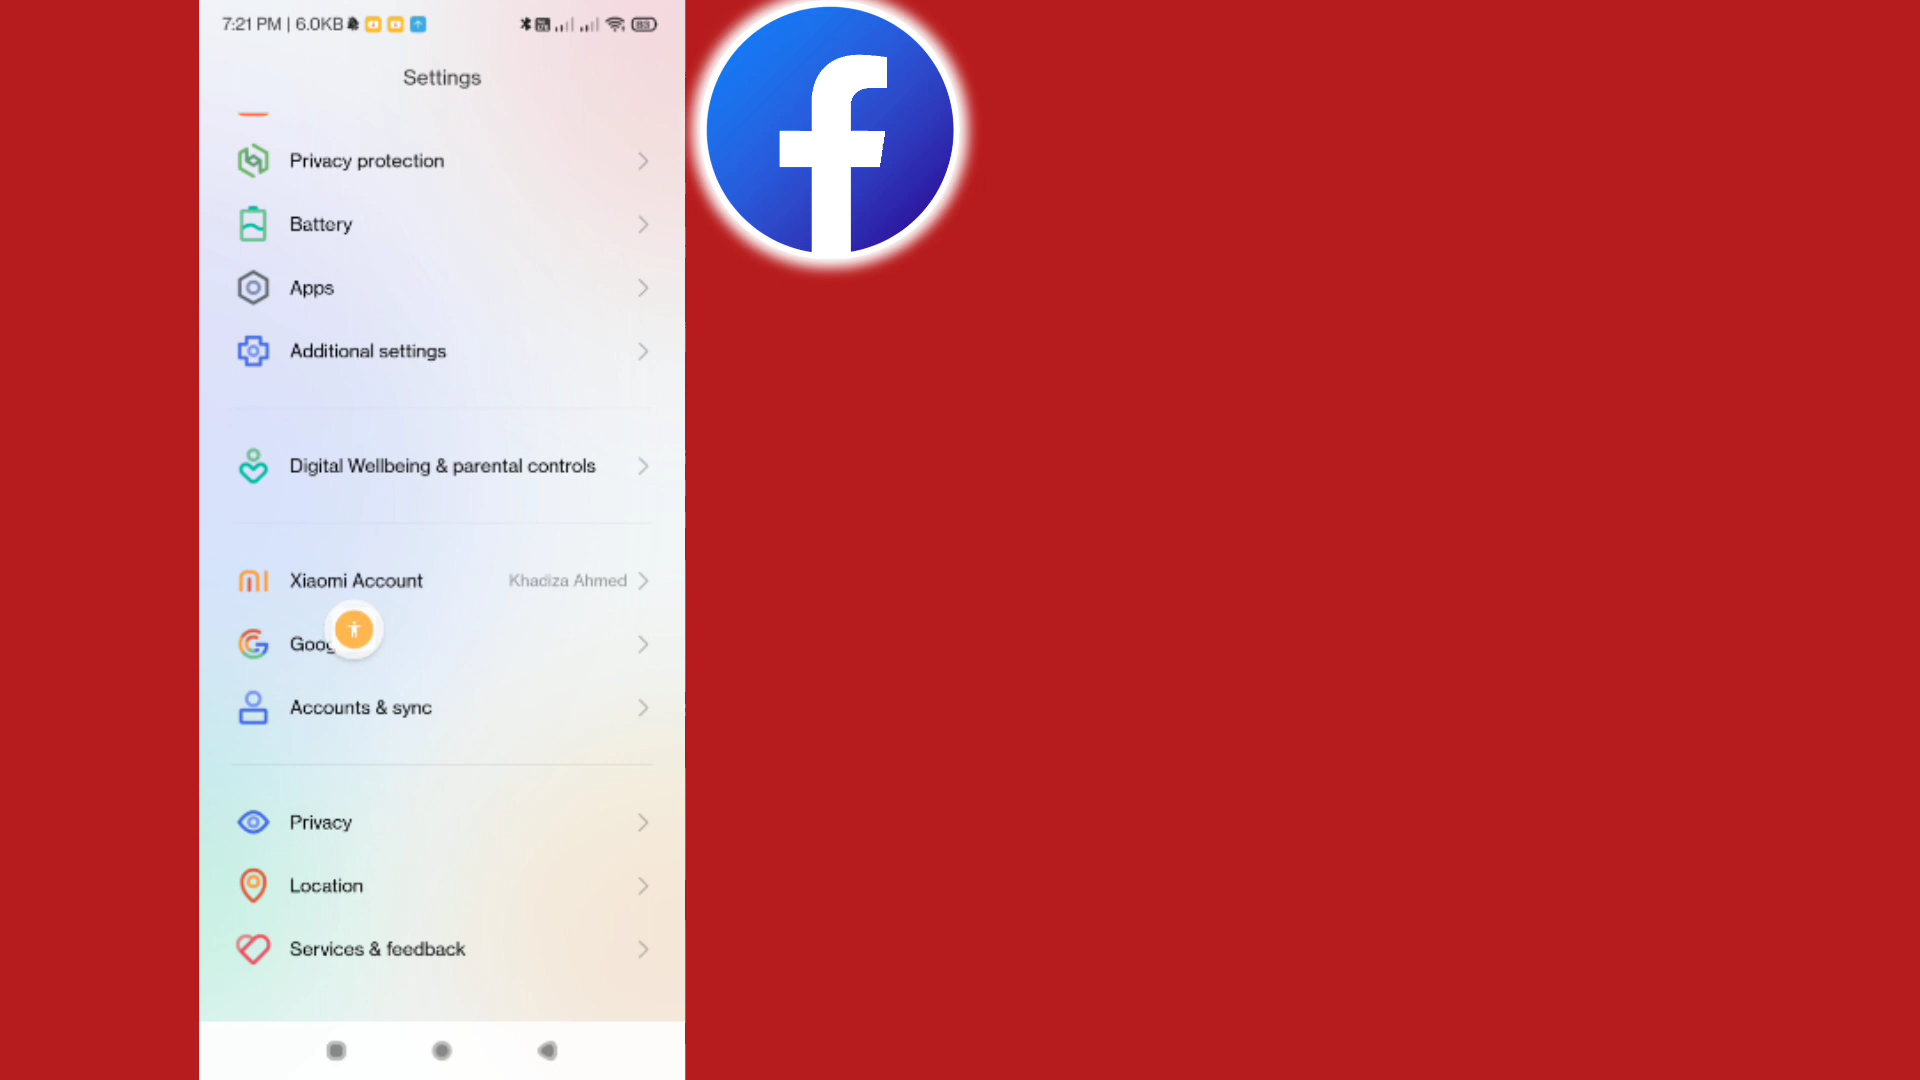 7:21 PM | 6.0KB
83
Settings
Privacy protection
Battery
Apps
Additional settings
Digital Wellbeing & parental controls
Xiaomi Account
Khadiza Ahmed
Accounts & sync
Privacy
Location
Services & feedback